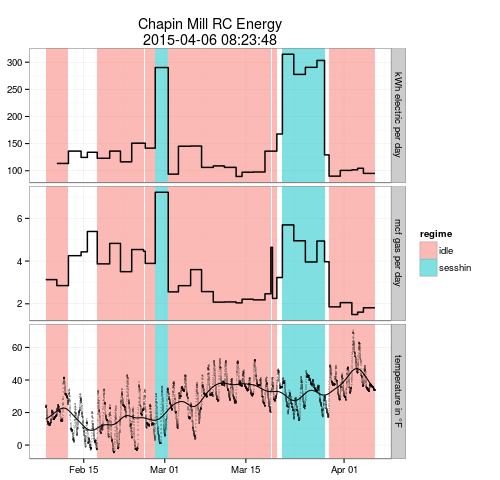 Chapin Mill RC Energy
2015-04-06 08:23:48
300
250
200
150
100
kWh electric per day
6
4
2
mcf gas per day
60
40
20
0
temperature in °F
Feb 15
Mar 01
Mar 15
Apr 01
regime
idle
sesshin